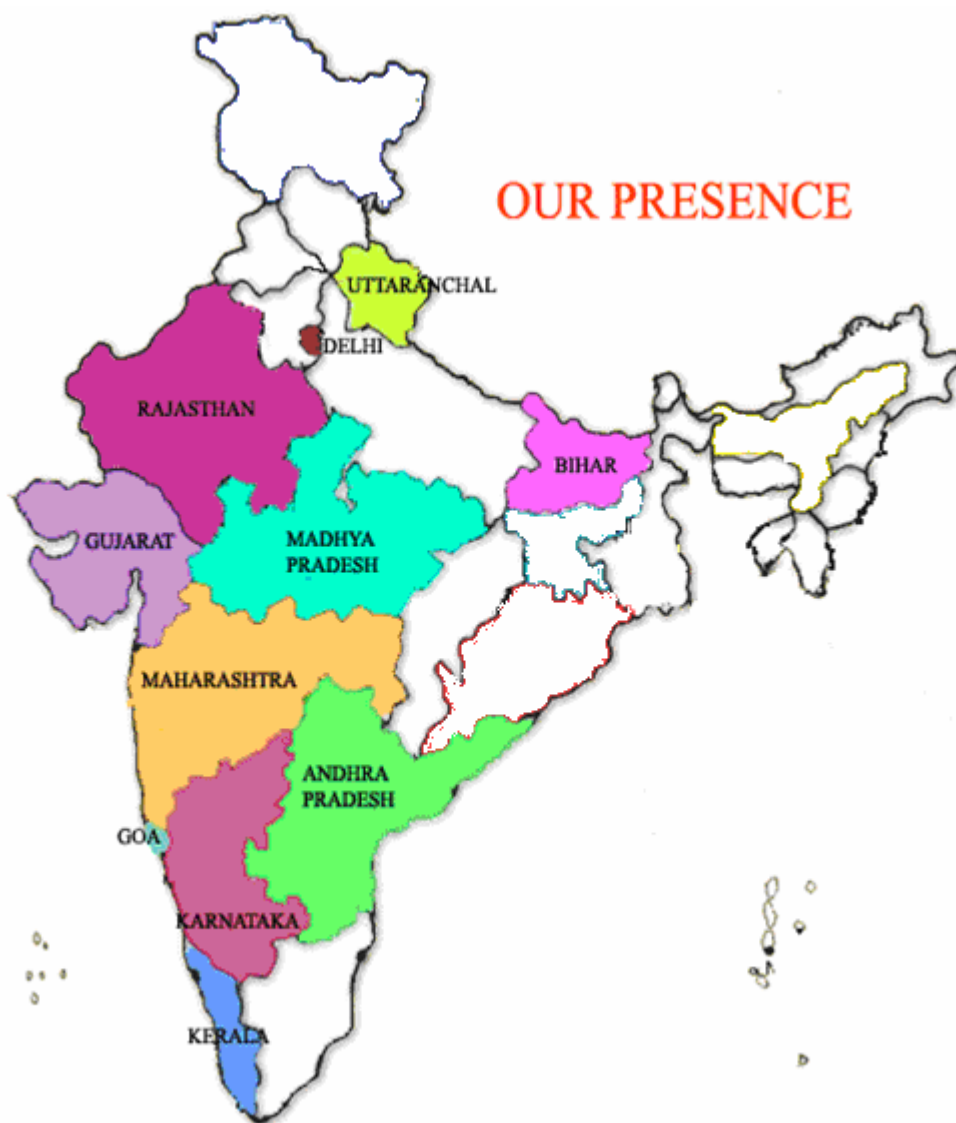 OUR PRESENCE
UTTARANCHAL
DELHI
RAJASTHAN
BIHAR
GUJARAT
MADHYA
PRADESH
MAHARASHTRA
ANDHRA
PRADESH
GOA
KARNATAKA
KERALA